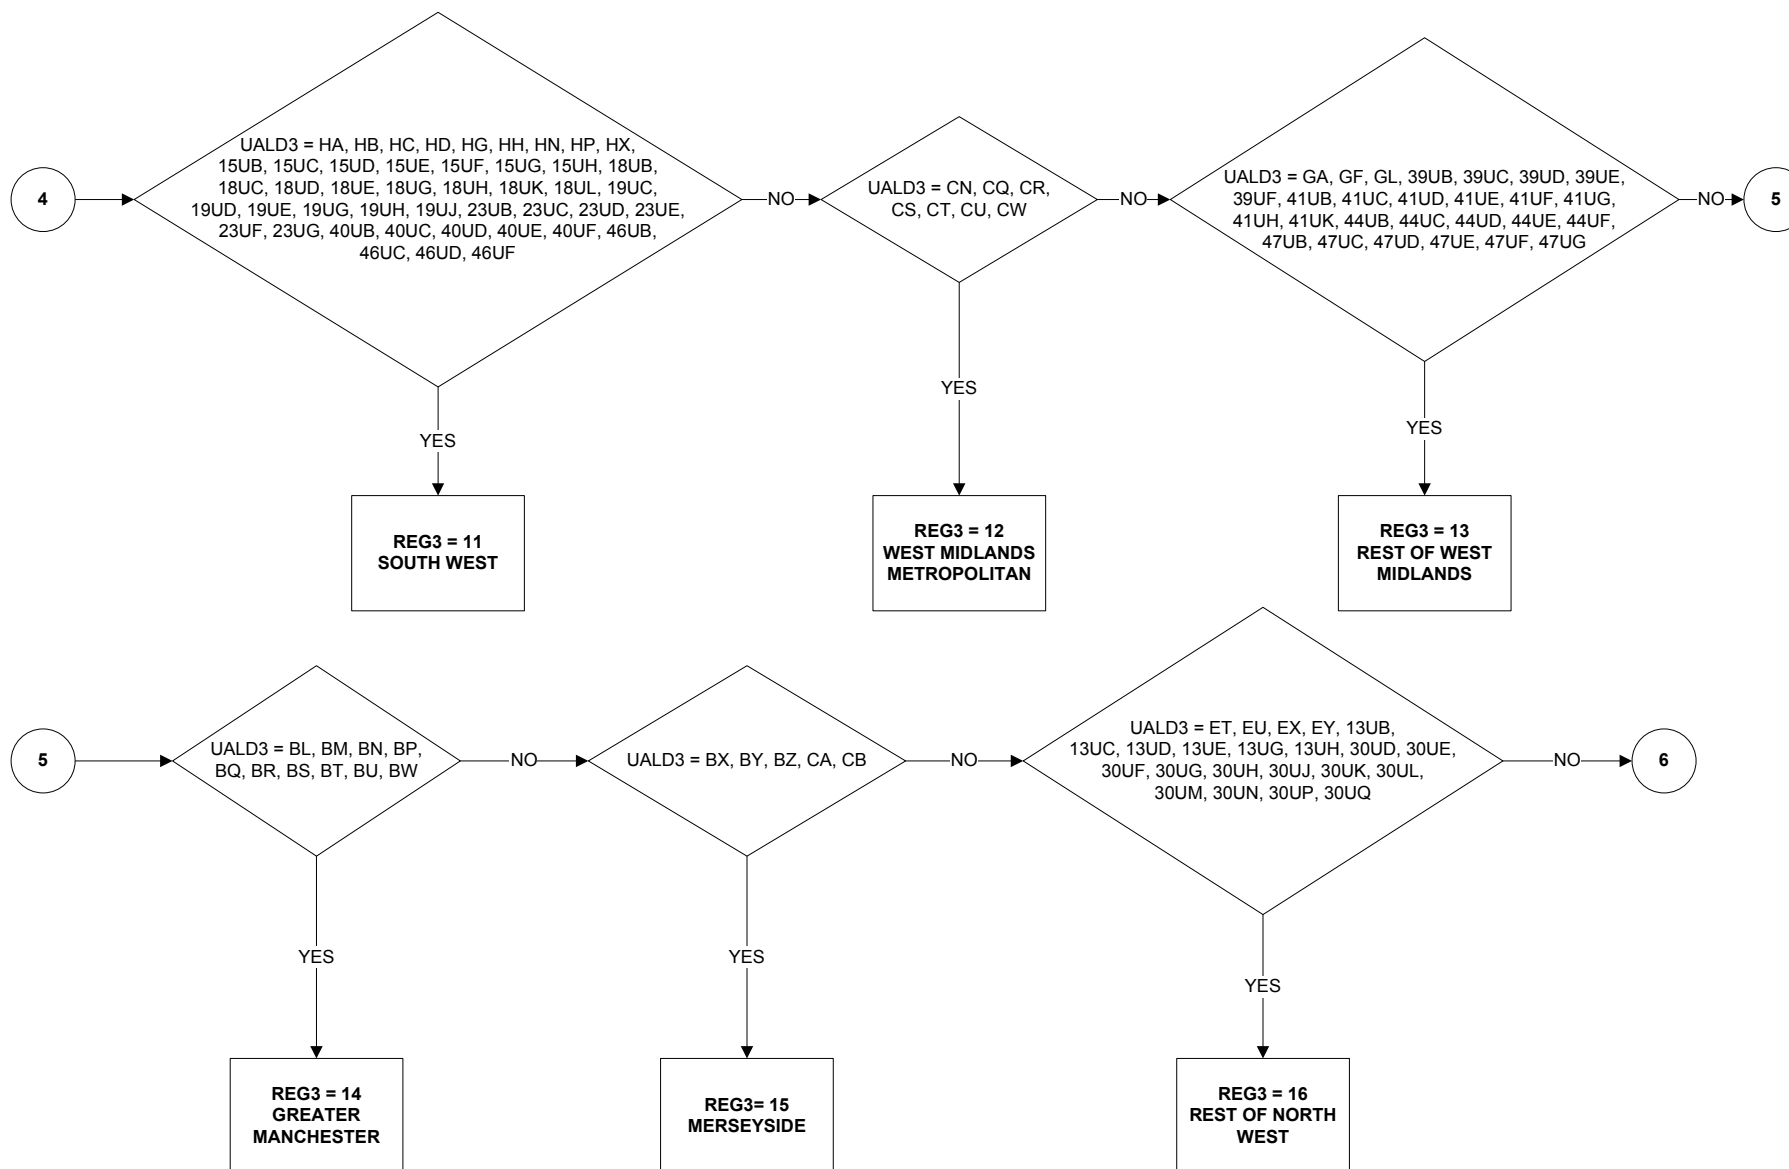 4
UALD3 = HA, HB, HC, HD, HG, HH, HN, HP, HX,
15UB, 15UC, 15UD, 15UE, 15UF, 15UG, 15UH, 18UB,
18UC, 18UD, 18UE, 18UG, 18UH, 18UK, 18UL, 19UC,
19UD, 19UE, 19UG, 19UH, 19UJ, 23UB, 23UC, 23UD, 23UE,
23UF, 23UG, 40UB, 40UC, 40UD, 40UE, 40UF, 46UB,
46UC, 46UD, 46UF
NO
UALD3 = CN, CQ, CR,
CS, CT, CU, CW
NO
UALD3 = GA, GF, GL, 39UB, 39UC, 39UD, 39UE,
39UF, 41UB, 41UC, 41UD, 41UE, 41UF, 41UG,
41UH, 41UK, 44UB, 44UC, 44UD, 44UE, 44UF,
47UB, 47UC, 47UD, 47UE, 47UF, 47UG
NO
5
YES
YES
YES
REG3 = 11
SOUTH WEST
REG3 = 12
WEST MIDLANDS
METROPOLITAN
REG3 = 13
REST OF WEST
MIDLANDS
5
UALD3 = BL, BM, BN, BP,
BQ, BR, BS, BT, BU, BW
NO
UALD3 = BX, BY, BZ, CA, CB
NO
UALD3 = ET, EU, EX, EY, 13UB,
13UC, 13UD, 13UE, 13UG, 13UH, 30UD, 30UE,
30UF, 30UG, 30UH, 30UJ, 30UK, 30UL,
30UM, 30UN, 30UP, 30UQ
NO
6
YES
YES
YES
REG3 = 14
GREATER
MANCHESTER
REG3= 15
MERSEYSIDE
REG3 = 16
REST OF NORTH
WEST